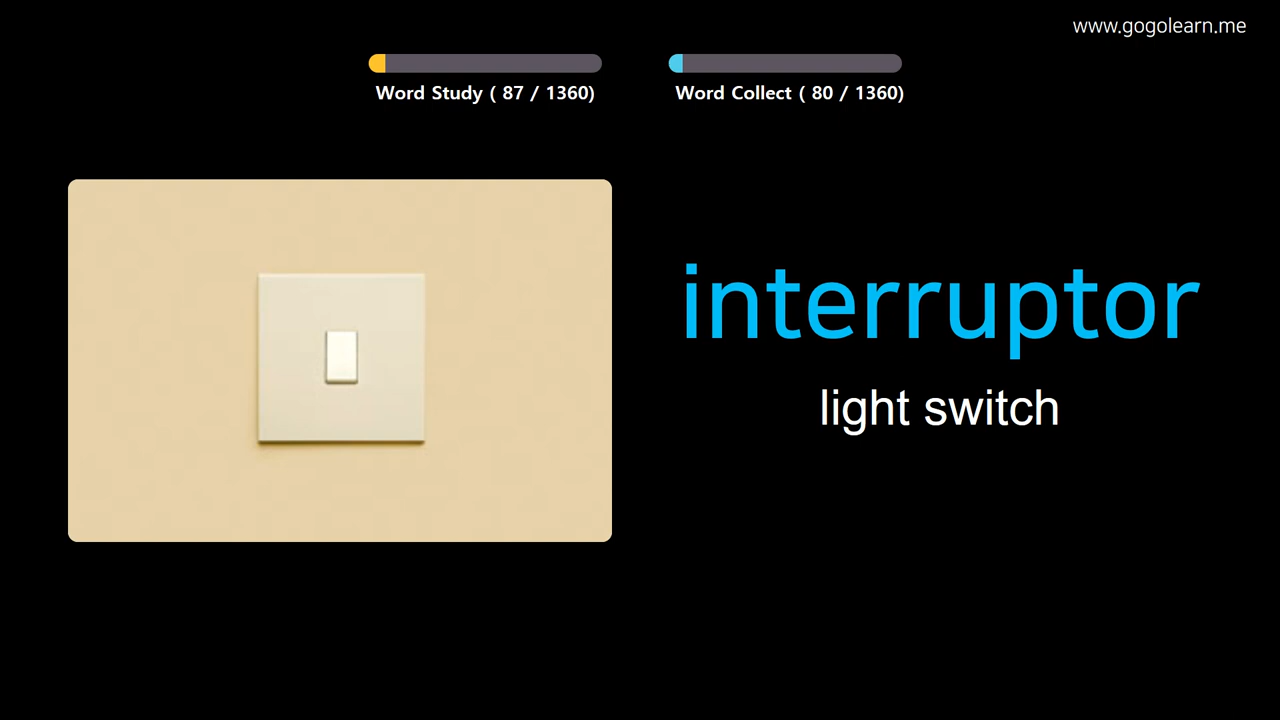 www.gogolearn.me
Word Study ( 87 / 1360)
Word Collect ( 80 / 1360)
interruptor
light switch